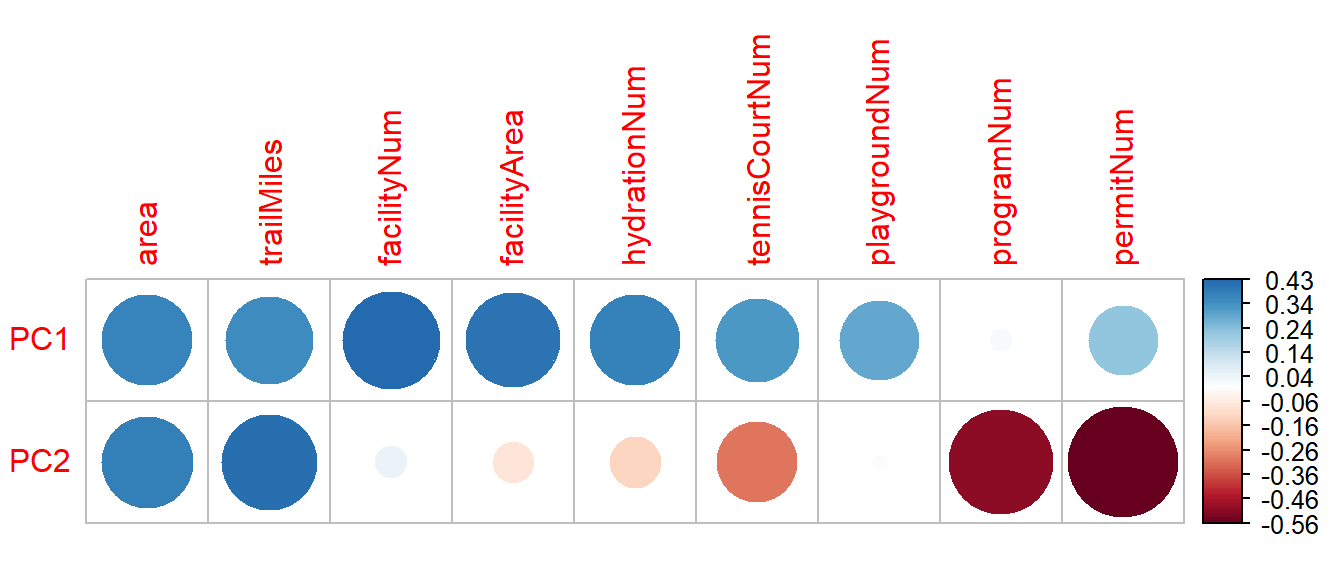 area
trailMiles
facilityNum
facilityArea
hydrationNum
tennisCourtNum
playgroundNum
programNum
permitNum
PC1
PC2
0.43
0.34
0.24
0.14
0.04
-0.06
-0.16
-0.26
-0.36
-0.46
-0.56